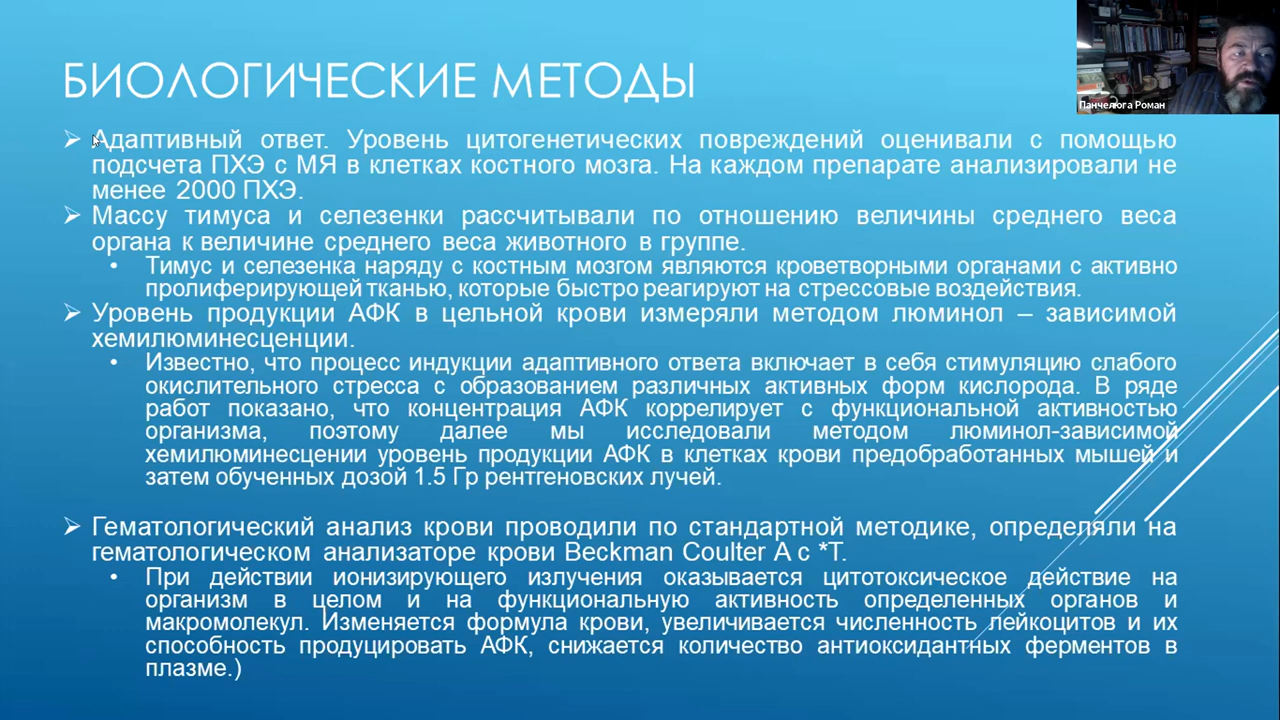 БИОЛОГИЧЕСКИЕ МЕТОДЫ
Панчелюга Роман
Адаптивный ответ. Уровень цитогенетических повреждений оценивали с помощью
подсчета ПХЭ с МЯ в клетках костного мозга. На каждом препарате анализировали не
менее 2000 ПХЭ.
Массу тимуса и селезенки рассчитывали по отношению величины среднего веса
органа к величине среднего веса животного в группе.
Тимус и селезенка наряду с костным мозгом являются кроветворными органами с активно
пролиферирующей тканью, которые быстро реагируют на стрессовые воздействия.
Уровень продукции АФК в цельной крови измеряли методом люминол – зависимой
хемилюминесценции.
Известно, что процесс индукции адаптивного ответа включает в себя стимуляцию слабого
окислительного стресса с образованием различных активных форм кислорода. В ряде
работ показано, что концентрация АФК коррелирует с функциональной активностью
организма, поэтому далее мы исследовали методом люминол-зависимой
хемилюминесцении уровень продукции АФК в клетках крови предобработанных мышей и
затем обученных дозой 1.5 Гр рентгеновских лучей.
Гематологический анализ крови проводили по стандартной методике, определяли на
гематологическом анализаторе крови Beckman Coulter A с *T.
При действии ионизирующего излучения оказывается цитотоксическое действие на
организм в целом и на функциональную активность определенных органов и
макромолекул. Изменяется формула крови, увеличивается численность лейкоцитов и их
способность продуцировать АФК, снижается количество антиоксидантных ферментов в
плазме.)